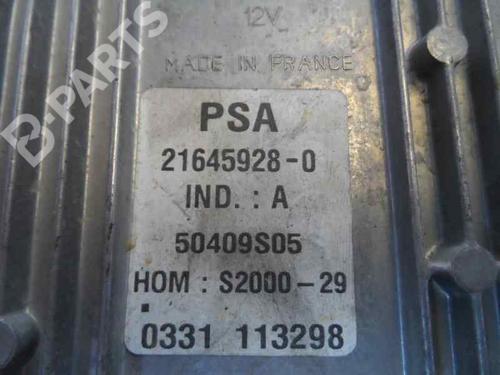 12V
MADE IN FRANCE
B-PARTS
PSA
21645928-0
IND. : A
50409S05
HOM : S2000-29
0331 113298